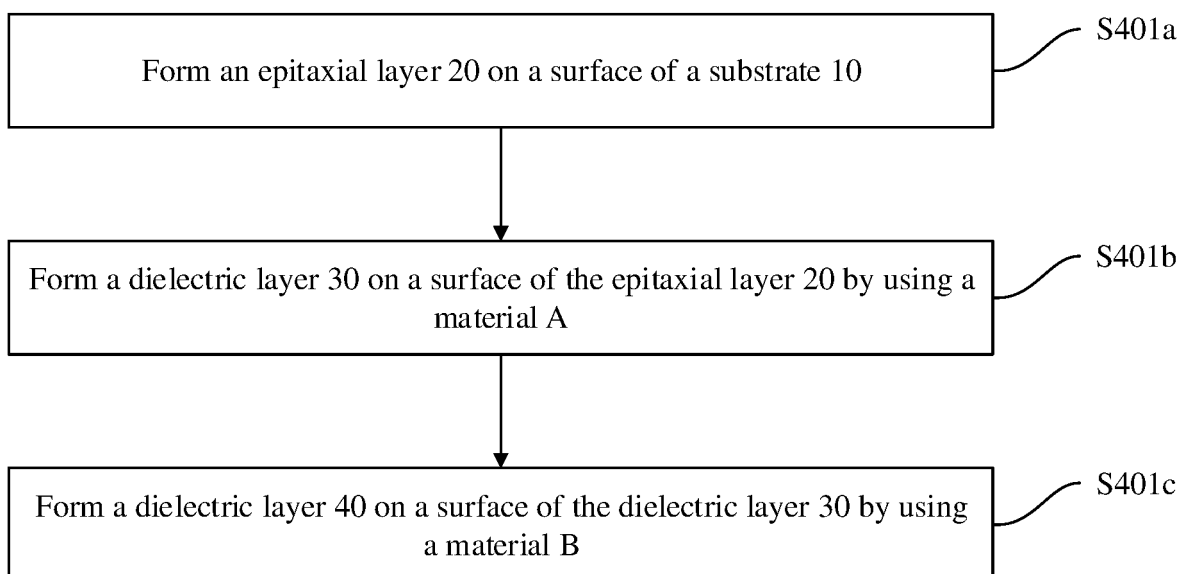 S401a
Form an epitaxial layer 20 on a surface of a substrate 10
S401b
Form a dielectric layer 30 on a surface of the epitaxial layer 20 by using a
material A
S401c
Form a dielectric layer 40 on a surface of the dielectric layer 30 by using
a material B